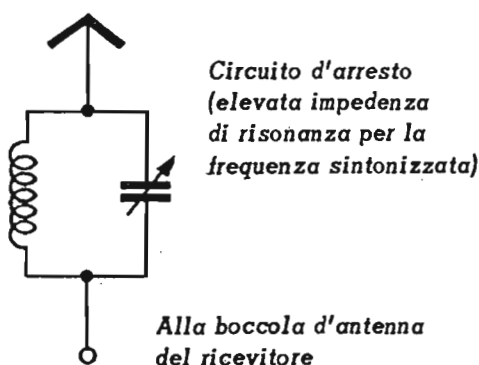 Circuito d'arresto
(elevata impedenza
di risonanza per la
frequenza sintonizzata)
Alla boccola d'antenna
del ricevitore